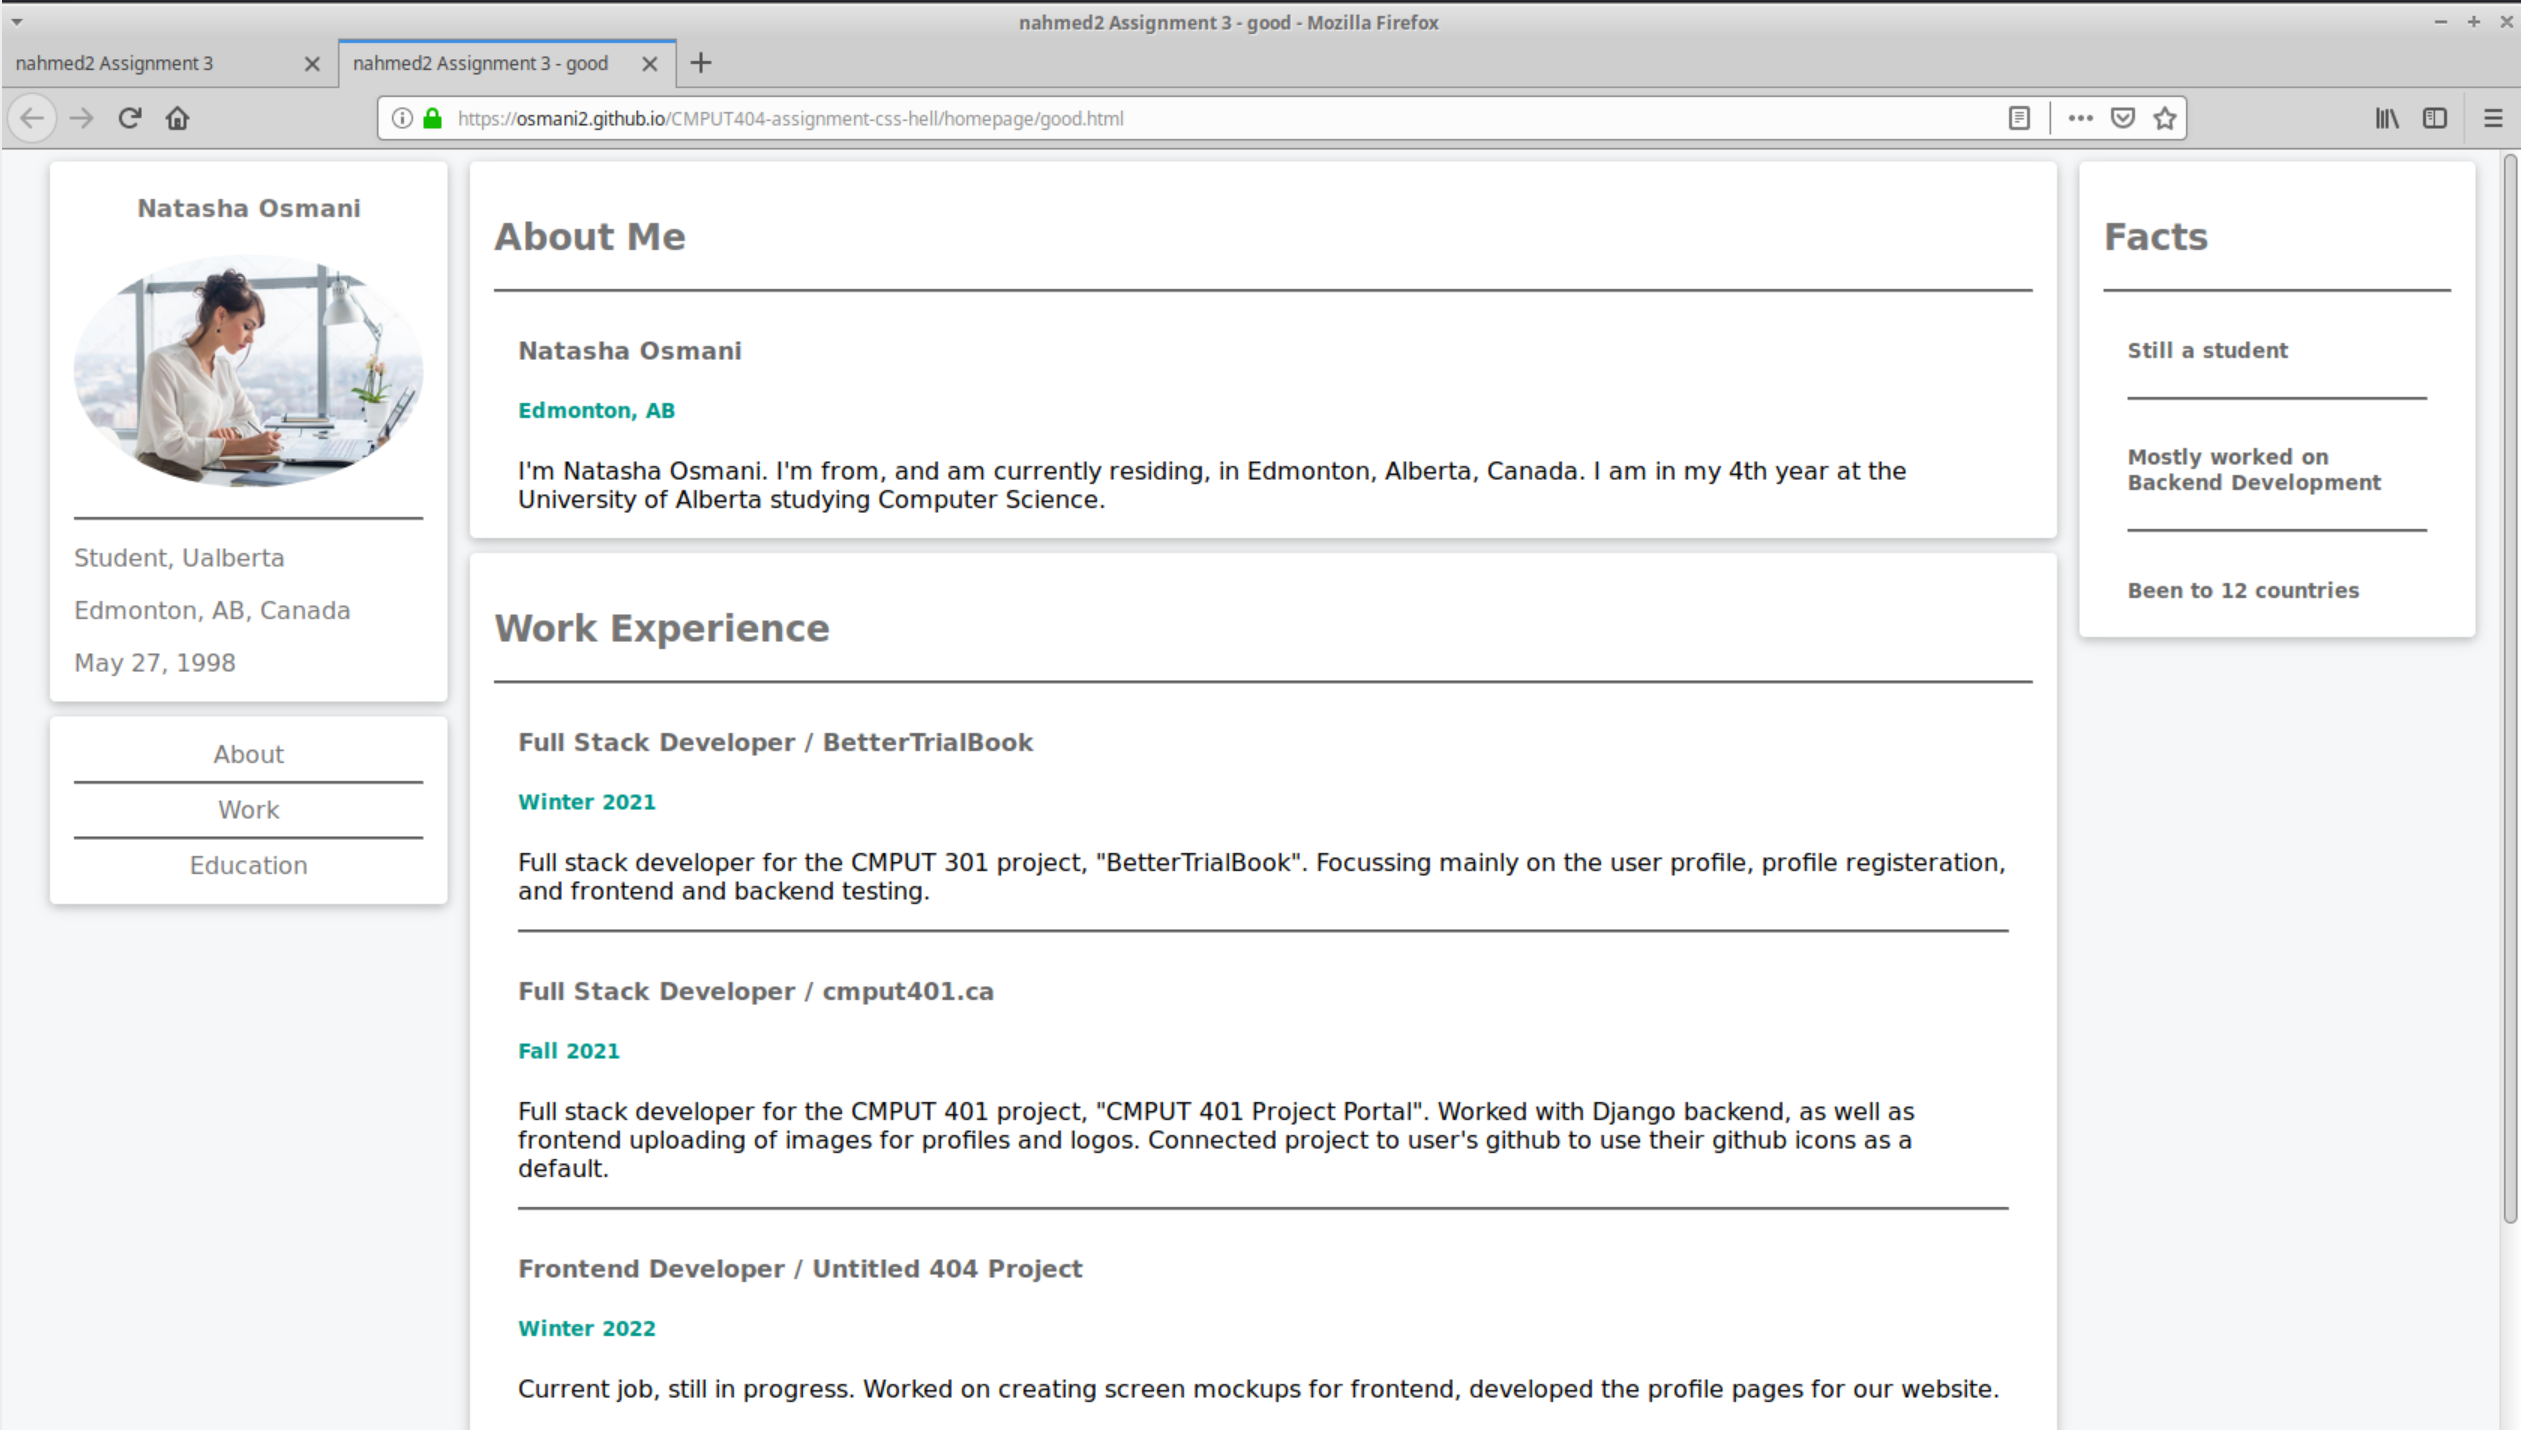 nahmed2 Assignment 3 - good - Mozilla Firefox
nahmed2 Assignment 3
nahmed2 Assignment 3 - good
https://osmani2.github.io/CMPUT404-assignment-css-hell/homepage/good.html
Natasha Osmani
Student, Ualberta
Edmonton, AB, Canada
May 27, 1998
About
Work
Education
About Me
Natasha Osmani
Edmonton, AB
I'm Natasha Osmani. I'm from, and am currently residing, in Edmonton, Alberta, Canada. I am in my 4th year at the
University of Alberta studying Computer Science.
Work Experience
Full Stack Developer / BetterTrialBook
Winter 2021
Full stack developer for the CMPUT 301 project, "BetterTrialBook". Focussing mainly on the user profile, profile registeration,
and frontend and backend testing.
Full Stack Developer / cmput401.ca
Fall 2021
Full stack developer for the CMPUT 401 project, "CMPUT 401 Project Portal". Worked with Django backend, as well as
frontend uploading of images for profiles and logos. Connected project to user's github to use their github icons as a
default.
Frontend Developer / Untitled 404 Project
Winter 2022
Current job, still in progress. Worked on creating screen mockups for frontend, developed the profile pages for our website.
Facts
Still a student
Mostly worked on
Backend Development
Been to 12 countries